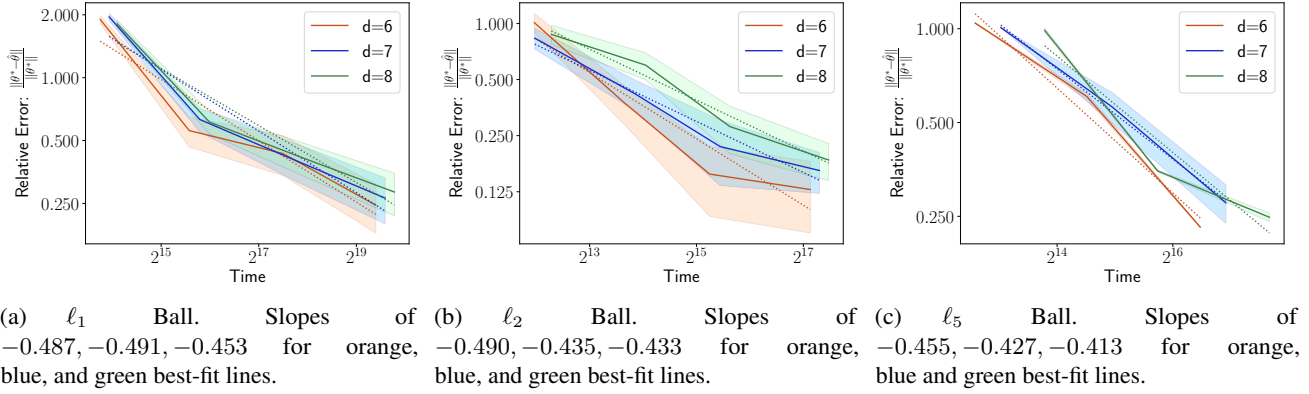 2.000
1.000
0.500
0.250
Relative Error: ||θ*−θ̂|| / ||θ*||
2^15
2^17
2^19
Time
d=6
d=7
d=8
1.000
0.500
0.250
0.125
Relative Error: ||θ*−θ̂|| / ||θ*||
2^13
2^15
2^17
Time
d=6
d=7
d=8
1.000
0.500
0.250
Relative Error: ||θ*−θ̂|| / ||θ*||
2^14
2^16
Time
d=6
d=7
d=8
(a) ℓ₁ Ball. Slopes of
−0.487, −0.491, −0.453 for orange,
blue, and green best-fit lines.
(b) ℓ₂ Ball. Slopes of
−0.490, −0.435, −0.433 for orange,
blue, and green best-fit lines.
(c) ℓ₅ Ball. Slopes of
−0.455, −0.427, −0.413 for orange,
blue and green best-fit lines.